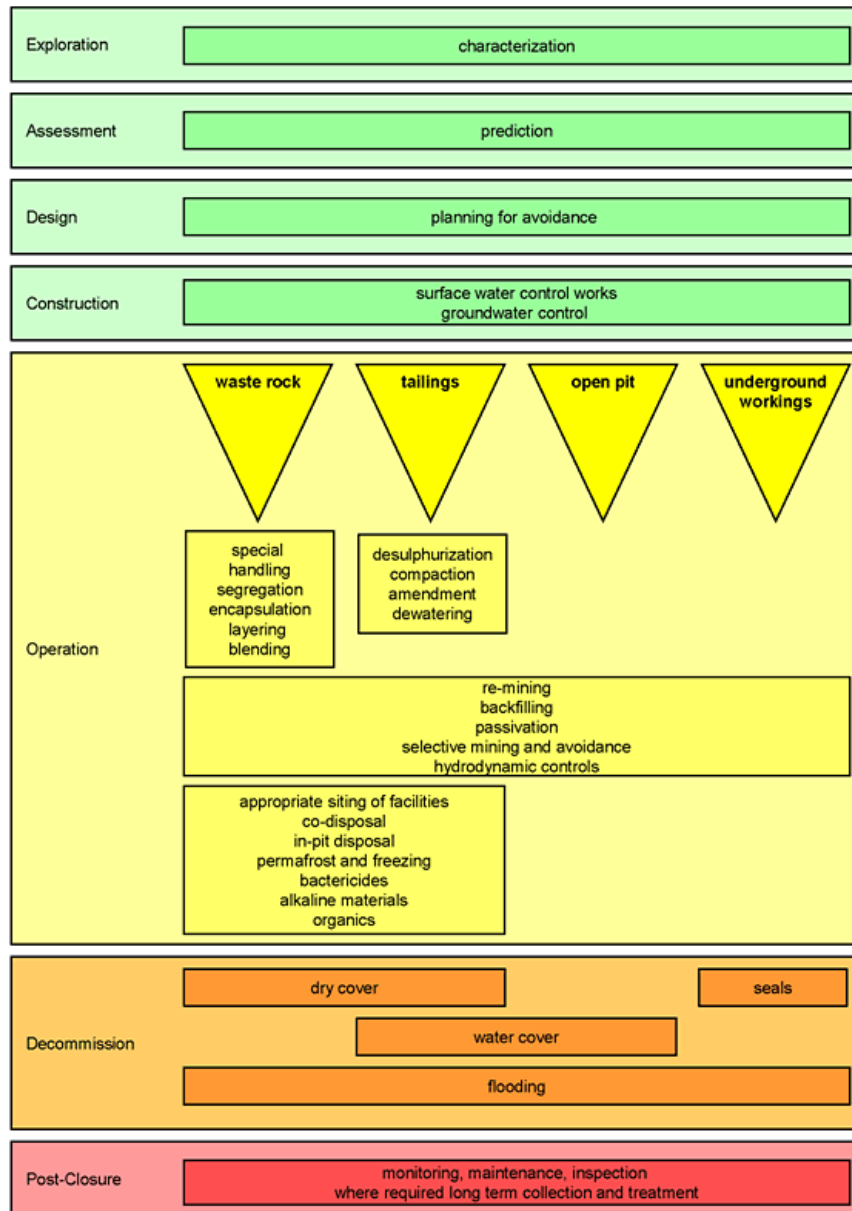 Exploration
characterization
Assessment
prediction
Design
planning for avoidance
Construction
surface water control works
groundwater control
Operation
waste rock
tailings
open pit
underground
workings
special
handling
segregation
encapsulation
layering
blending
desulphurization
compaction
amendment
dewatering
re-mining
backfilling
passivation
selective mining and avoidance
hydrodynamic controls
appropriate siting of facilities
co-disposal
in-pit disposal
permafrost and freezing
bactericides
alkaline materials
organics
Decommission
dry cover
seals
water cover
flooding
Post-Closure
monitoring, maintenance, inspection
where required long term collection and treatment